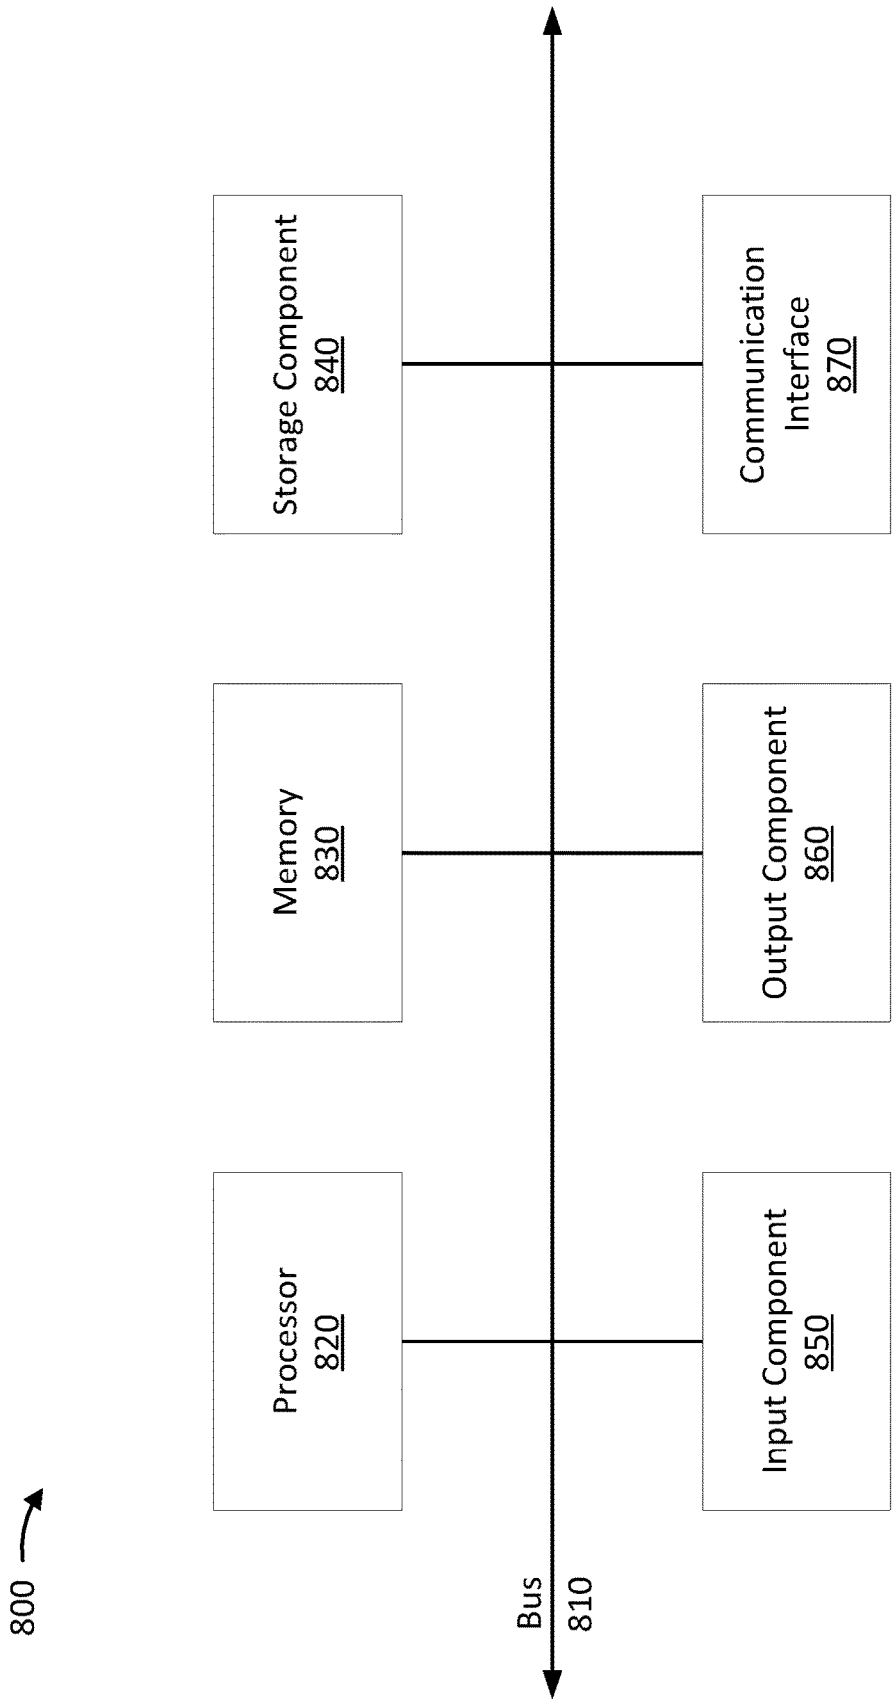 800
Processor
820
Memory
830
Storage Component
840
Bus
810
Input Component
850
Output Component
860
Communication
Interface
870